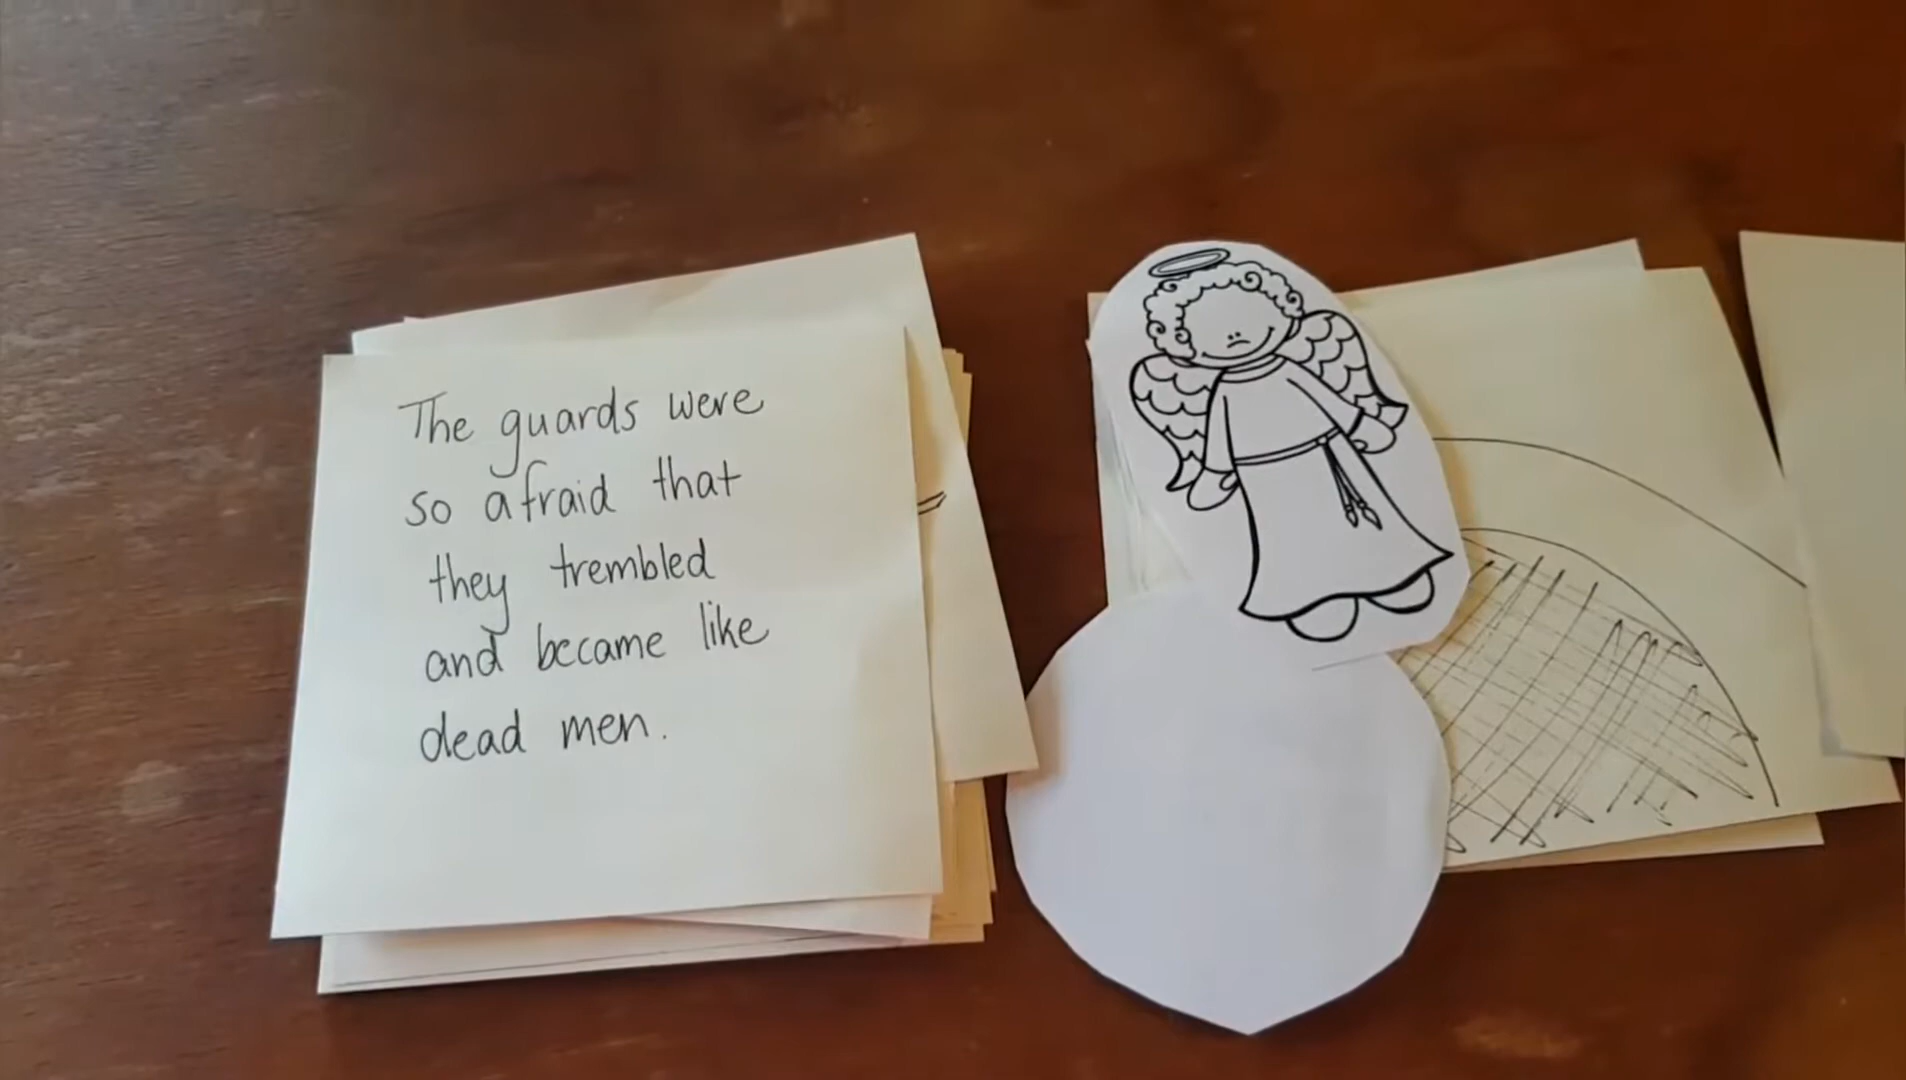 The guards were
so afraid that
they trembled
and became like
dead men.